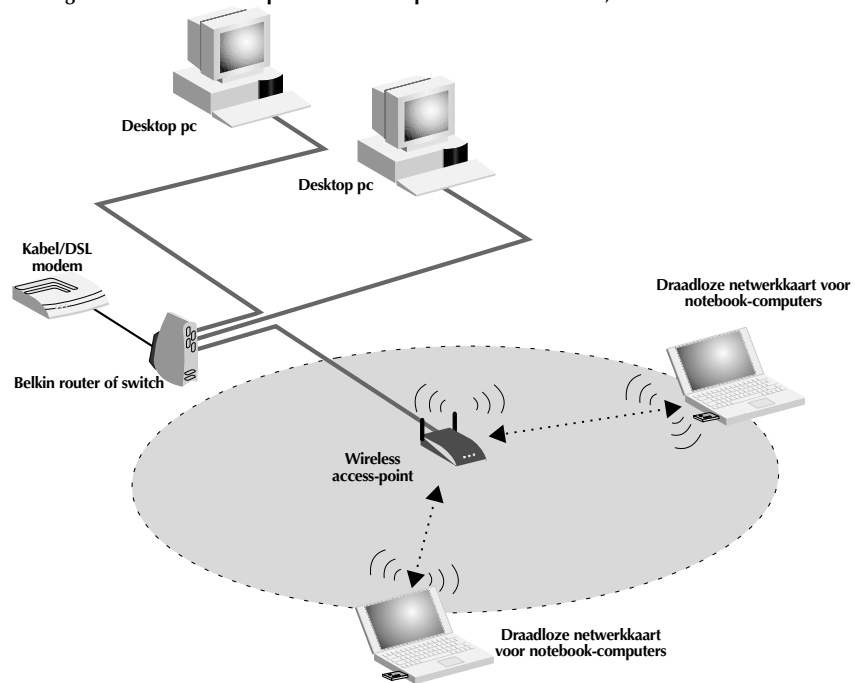 Desktop pc
Desktop pc
Kabel/DSL
modem
Draadloze netwerkkaart voor
notebook-computers
Belkin router of switch
Wireless
access-point
Draadloze netwerkkaart
voor notebook-computers